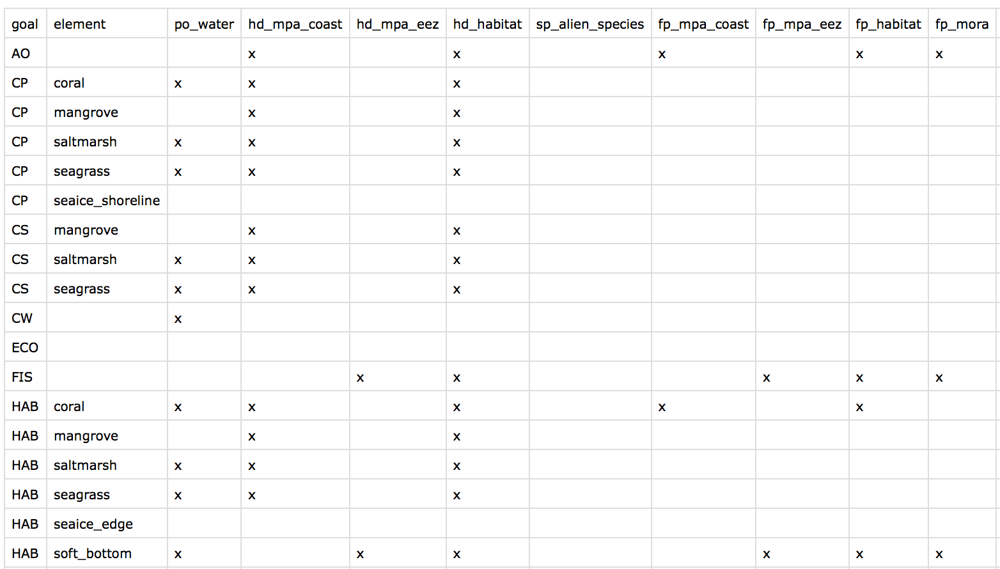 goal element po_water hd_mpa_coast hd_mpa_eez hd_habitat sp_alien_species fp_mpa_coast fp_mpa_eez fp_habitat fp_mora
AO x x x x x
CP coral x x x
CP mangrove x x
CP saltmarsh x x x
CP seagrass x x x
CP seaice_shoreline
CS mangrove x x
CS saltmarsh x x x
CS seagrass x x x
CW x
ECO
FIS x x x x x
HAB coral x x x x x
HAB mangrove x x
HAB saltmarsh x x x
HAB seagrass x x x
HAB seaice_edge
HAB soft_bottom x x x x x x